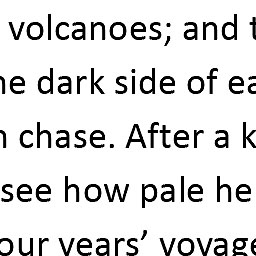 volcanoes; and t
he dark side of ea
n chase. After a k
see how pale he
our years’ voyage